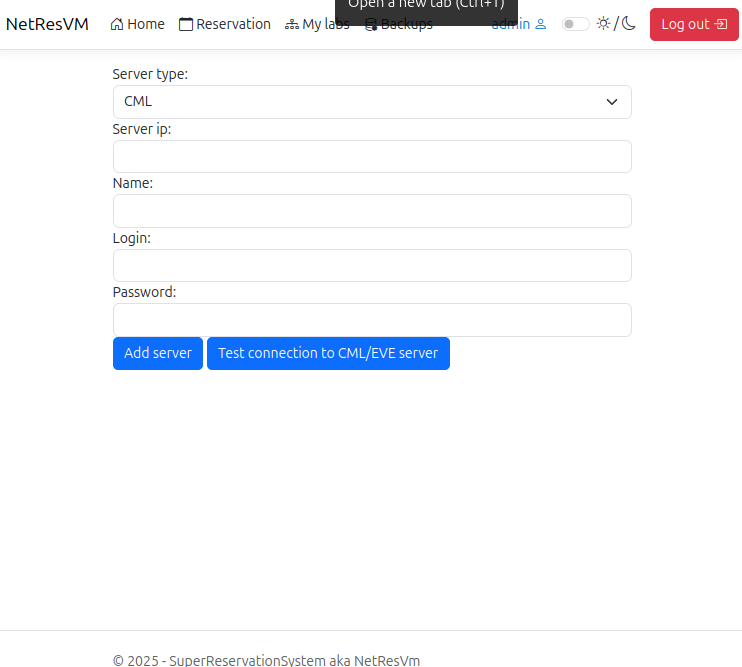 Open a new tab (Ctrl+T)
NetResVM Home Reservation My labs Backups admin / Log out
Server type:
CML
Server ip:
Name:
Login:
Password:
Add server Test connection to CML/EVE server
© 2025 - SuperReservationSystem aka NetResVm